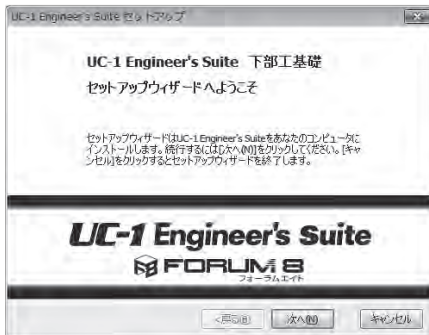 UC-1 Engineer's Suite セットアップ
UC-1 Engineer's Suite 下部工基礎
セットアップウィザードへようこそ
セットアップウィザードはUC-1 Engineer's Suiteをあなたのコンピュータに
インストールします。続行するには[次へ(N)]をクリックしてください。[キャ
ンセル]をクリックするとセットアップウィザードを終了します。
UC-1 Engineer's Suite
FORUM 8
フォーラムエイト
<戻る(B) 次へ(N) キャンセル